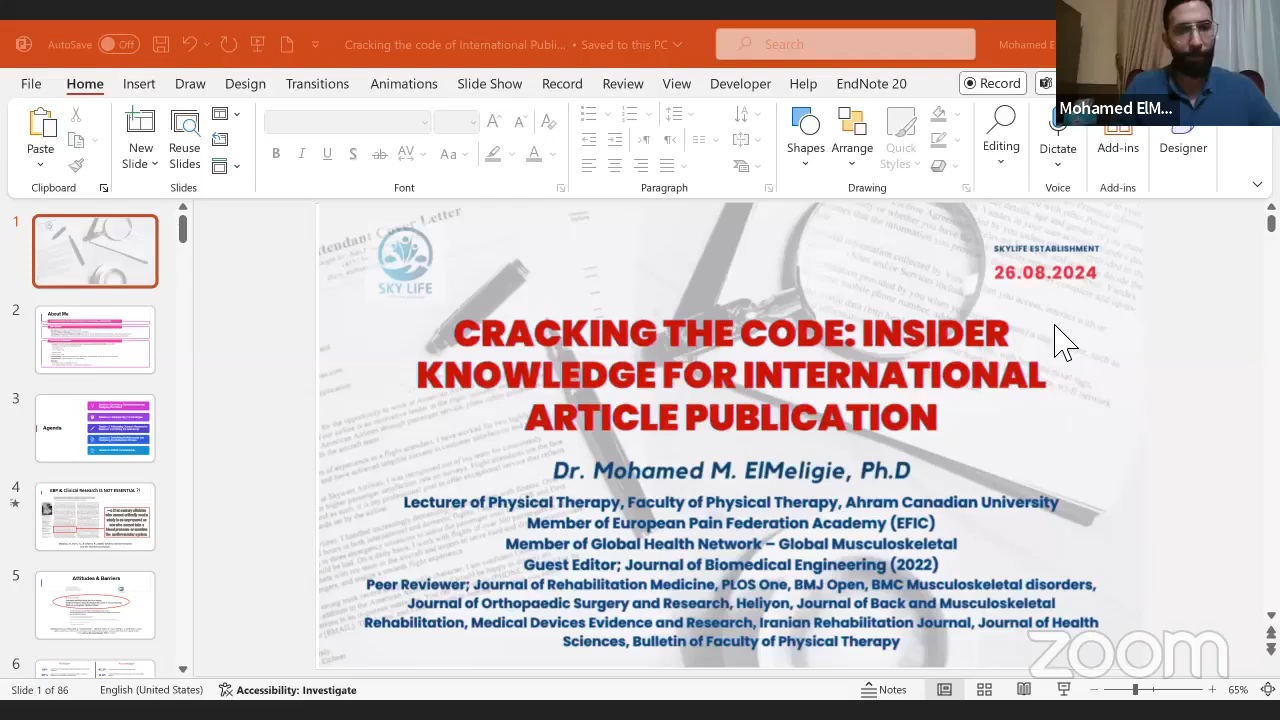 AutoSave Off Cracking the code of International Publi... • Saved to this PC Search Mohamed E
File Home Insert Draw Design Transitions Animations Slide Show Record Review View Developer Help EndNote 20 Record
Mohamed ElM...
Paste New Slide Reuse Slides Shapes Arrange Quick Styles Editing Dictate Add-ins Designer
Clipboard Slides Font Paragraph Drawing Voice Add-ins
1
2
About Me
3
Agenda
4
EBP & Clinical Research IS NOT ESSENTIAL ?!
5
Attitudes & Barriers
6
SKY LIFE
SKYLIFE ESTABLISHMENT
26.08.2024
CRACKING THE CODE: INSIDER
KNOWLEDGE FOR INTERNATIONAL
ARTICLE PUBLICATION
Dr. Mohamed M. ElMeligie, Ph.D
Lecturer of Physical Therapy, Faculty of Physical Therapy, Ahram Canadian University
Member of European Pain Federation Academy (EFIC)
Member of Global Health Network – Global Musculoskeletal
Guest Editor; Journal of Biomedical Engineering (2022)
Peer Reviewer; Journal of Rehabilitation Medicine, PLOS One, BMJ Open, BMC Musculoskeletal disorders,
Journal of Orthopaedic Surgery and Research, Heliyon, Journal of Back and Musculoskeletal
Rehabilitation, Medical Devices Evidence and Research, Iranian Rehabilitation Journal, Journal of Health
Sciences, Bulletin of Faculty of Physical Therapy
zoom
Slide 1 of 86 English (United States) Accessibility: Investigate Notes 65%